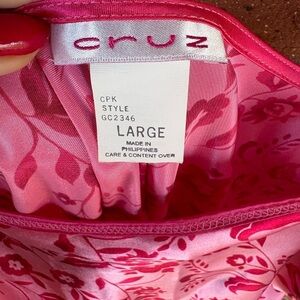 cruz
CPK
STYLE
GC2346
LARGE
MADE IN
PHILIPPINES
CARE & CONTENT OVER